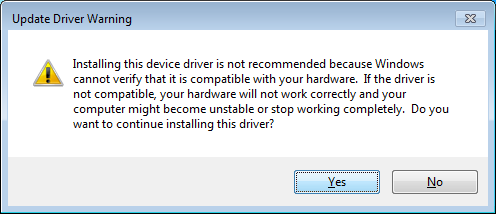 Update Driver Warning
Installing this device driver is not recommended because Windows
cannot verify that it is compatible with your hardware.  If the driver
is not compatible, your hardware will not work correctly and your
computer might become unstable or stop working completely.  Do you
want to continue installing this driver?
Yes
No